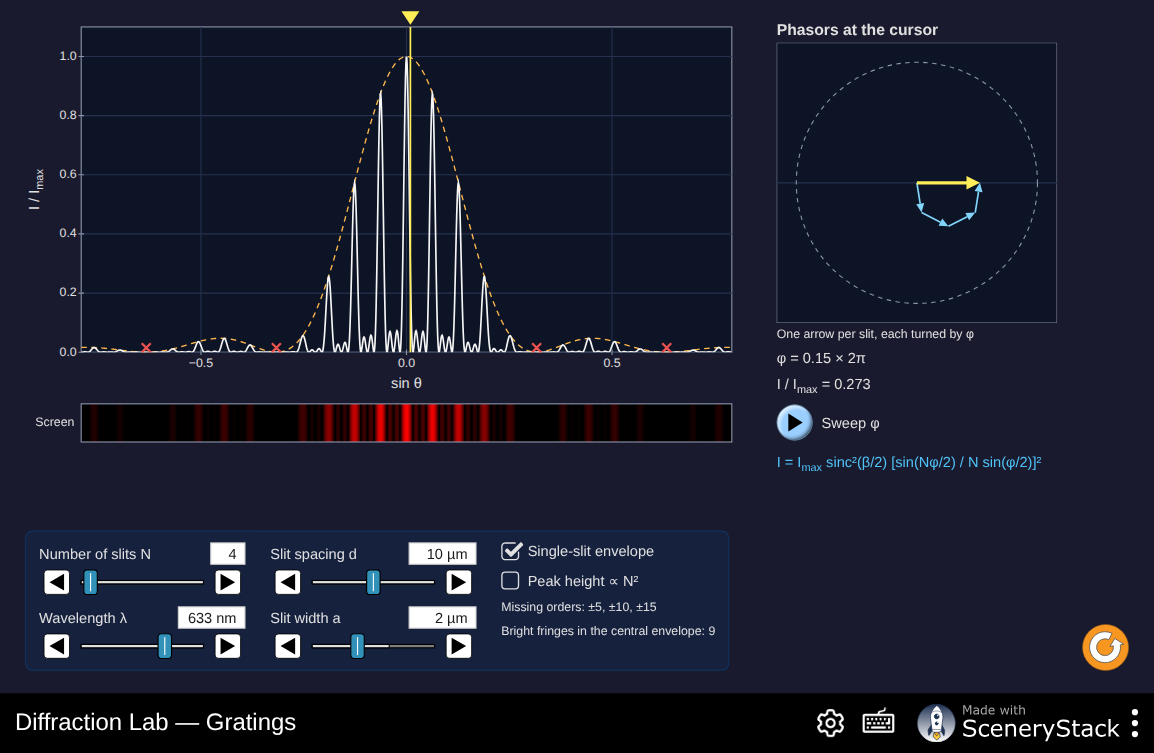 Phasors at the cursor
1.0
0.8
0.6
0.4
0.2
0.0
I / Imax
−0.5
0.0
0.5
sin θ
Screen
One arrow per slit, each turned by φ
φ = 0.15 × 2π
I / Imax = 0.273
Sweep φ
I = Imax sinc²(β/2) [sin(Nφ/2) / N sin(φ/2)]²
Number of slits N
4
Slit spacing d
10 µm
Single-slit envelope
Peak height ∝ N²
Wavelength λ
633 nm
Slit width a
2 µm
Missing orders: ±5, ±10, ±15
Bright fringes in the central envelope: 9
Diffraction Lab — Gratings
Made with
SceneryStack